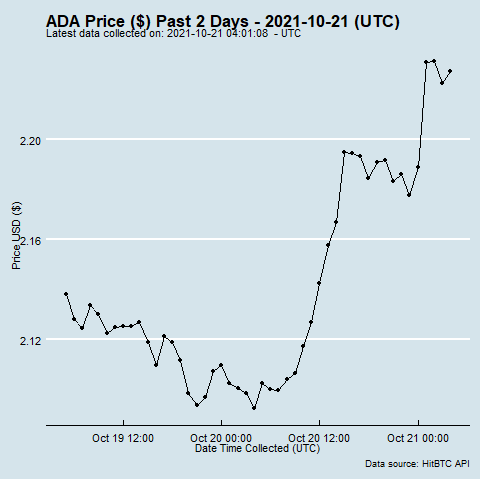 ADA Price ($) Past 2 Days - 2021-10-21 (UTC)
Latest data collected on: 2021-10-21 04:01:08 - UTC
2.20
2.16
2.12
Price USD ($)
Oct 19 12:00 Oct 20 00:00 Oct 20 12:00 Oct 21 00:00
Date Time Collected (UTC)
Data source: HitBTC API